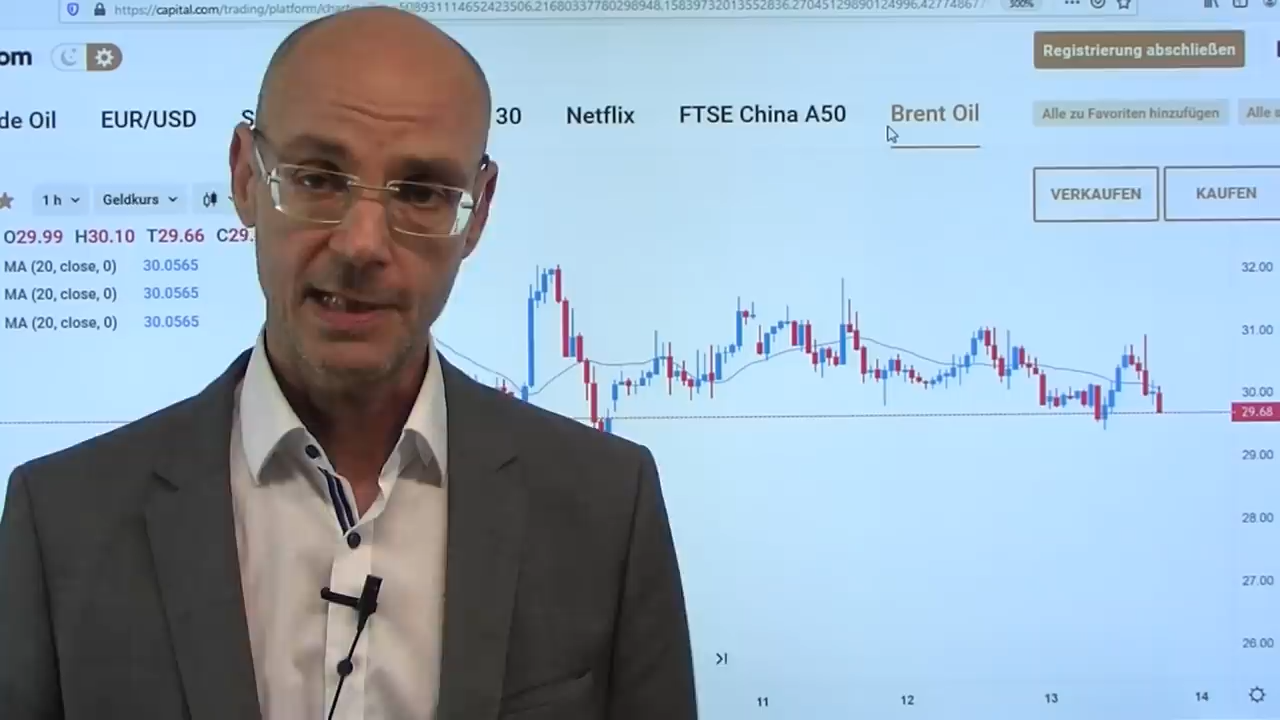 https://capital.com/trading/platform/char
om
Registrierung abschließen
de Oil EUR/USD S 30 Netflix FTSE China A50 Brent Oil Alle zu Favoriten hinzufügen Alle
1 h Geldkurs
VERKAUFEN KAUFEN
O29.99 H30.10 T29.66 C29.
MA (20, close, 0) 30.0565
MA (20, close, 0) 30.0565
MA (20, close, 0) 30.0565
32.00
31.00
30.00
29.68
29.00
28.00
27.00
26.00
11 12 13 14